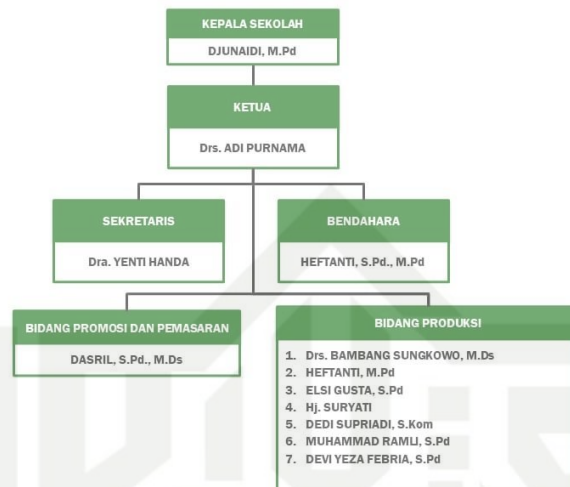 KEPALA SEKOLAH
DJUNAIDI, M.Pd
KETUA
Drs. ADI PURNAMA
SEKRETARIS
Dra. YENTI HANDA
BENDAHARA
HEFTANTI, S.Pd., M.Pd
BIDANG PROMOSI DAN PEMASARAN
DASRIL, S.Pd., M.Ds
BIDANG PRODUKSI
1. Drs. BAMBANG SUNGKOWO, M.Ds
2. HEFTANTI, M.Pd
3. ELSI GUSTA, S.Pd
4. Hj. SURYATI
5. DEDI SUPRIADI, S.Kom
6. MUHAMMAD RAMLI, S.Pd
7. DEVI YEZA FEBRIA, S.Pd